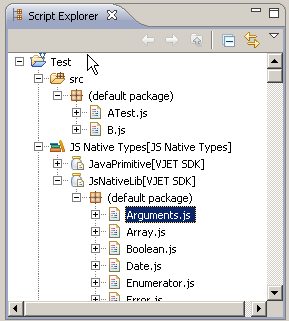 Script Explorer
Test
src
(default package)
ATest.js
B.js
JS Native Types[JS Native Types]
JavaPrimitive[VJET SDK]
JsNativeLib[VJET SDK]
(default package)
Arguments.js
Array.js
Boolean.js
Date.js
Enumerator.js
Error.js